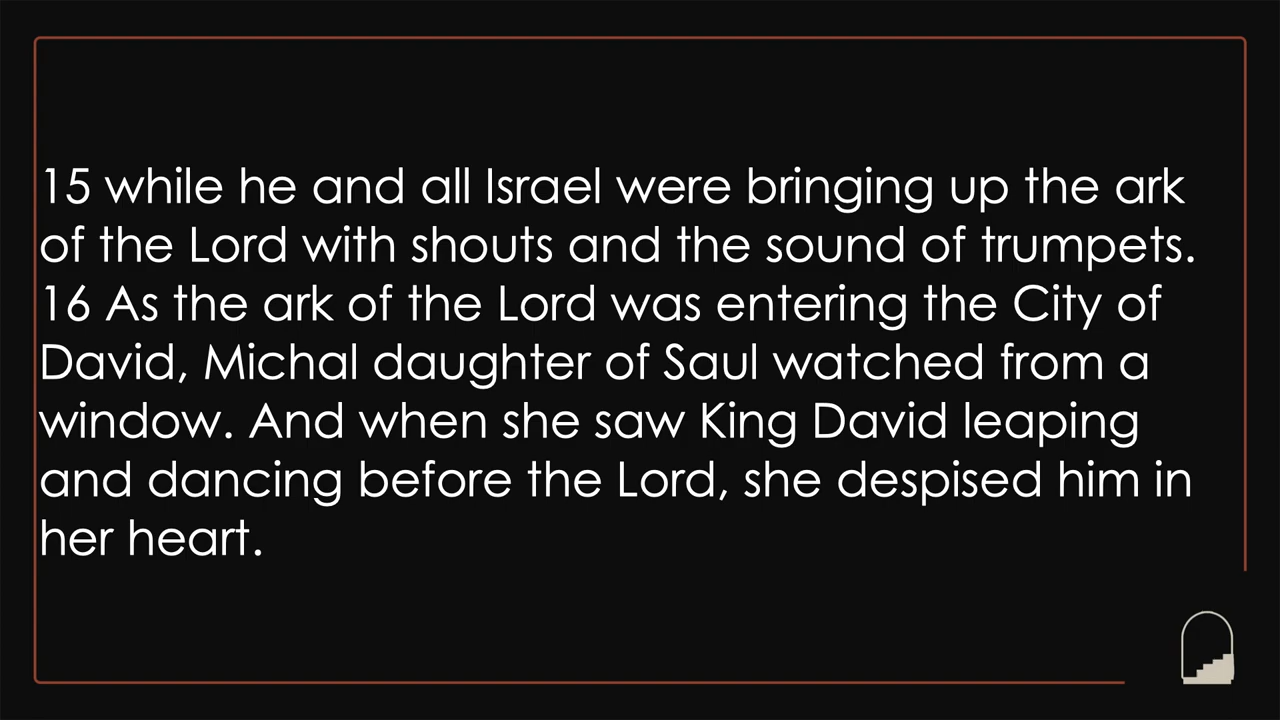 15 while he and all Israel were bringing up the ark
of the Lord with shouts and the sound of trumpets.
16 As the ark of the Lord was entering the City of
David, Michal daughter of Saul watched from a
window. And when she saw King David leaping
and dancing before the Lord, she despised him in
her heart.